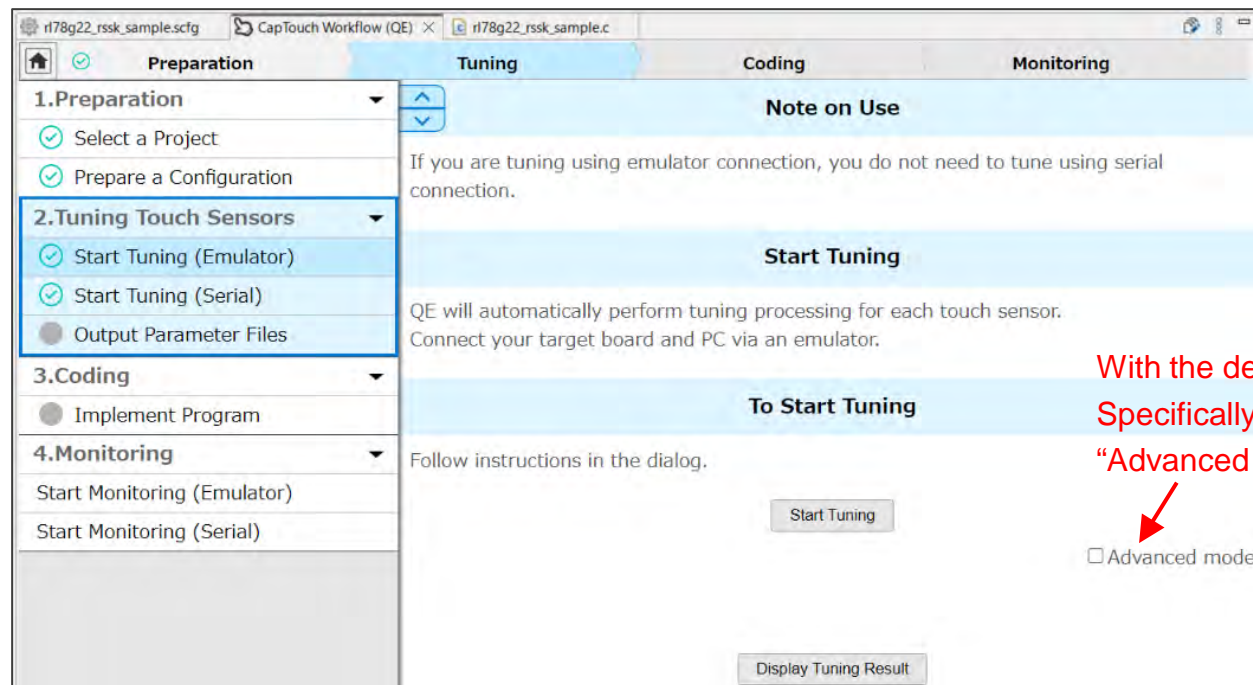 rl78g22_rssk_sample.scfg
CapTouch Workflow (QE)
rl78g22_rssk_sample.c
Preparation
Tuning
Coding
Monitoring
1.Preparation
Select a Project
Prepare a Configuration
2.Tuning Touch Sensors
Start Tuning (Emulator)
Start Tuning (Serial)
Output Parameter Files
3.Coding
Implement Program
4.Monitoring
Start Monitoring (Emulator)
Start Monitoring (Serial)
Note on Use
If you are tuning using emulator connection, you do not need to tune using serial
connection.
Start Tuning
QE will automatically perform tuning processing for each touch sensor.
Connect your target board and PC via an emulator.
To Start Tuning
Follow instructions in the dialog.
Start Tuning
With the de
Specifically
“Advanced
Advanced mode
Display Tuning Result